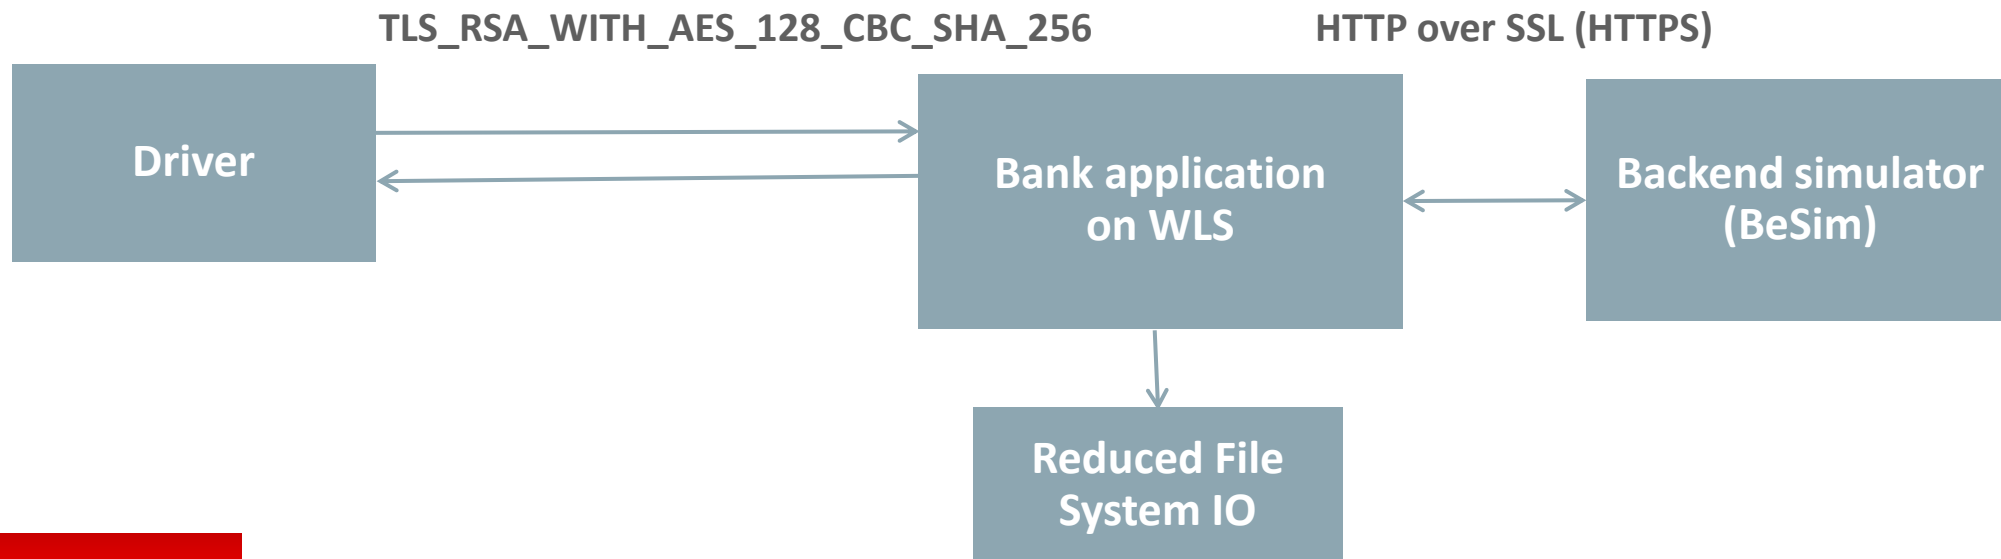 TLS_RSA_WITH_AES_128_CBC_SHA_256
HTTP over SSL (HTTPS)
Driver
Bank application
on WLS
Backend simulator
(BeSim)
Reduced File
System IO